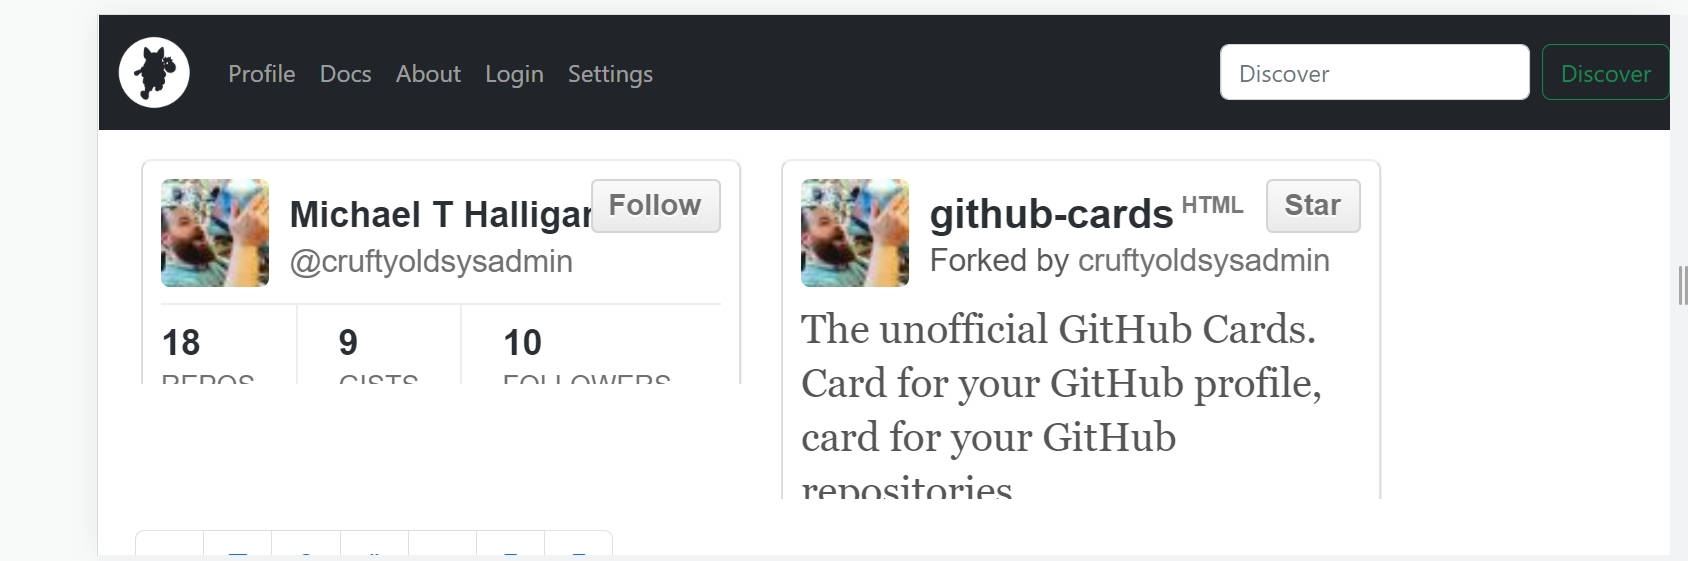 Profile Docs About Login Settings Discover Discover
Michael T Halligan Follow
@cruftyoldsysadmin
18 9 10
REPOS GISTS FOLLOWERS
github-cards HTML Star
Forked by cruftyoldsysadmin
The unofficial GitHub Cards.
Card for your GitHub profile,
card for your GitHub
repositories